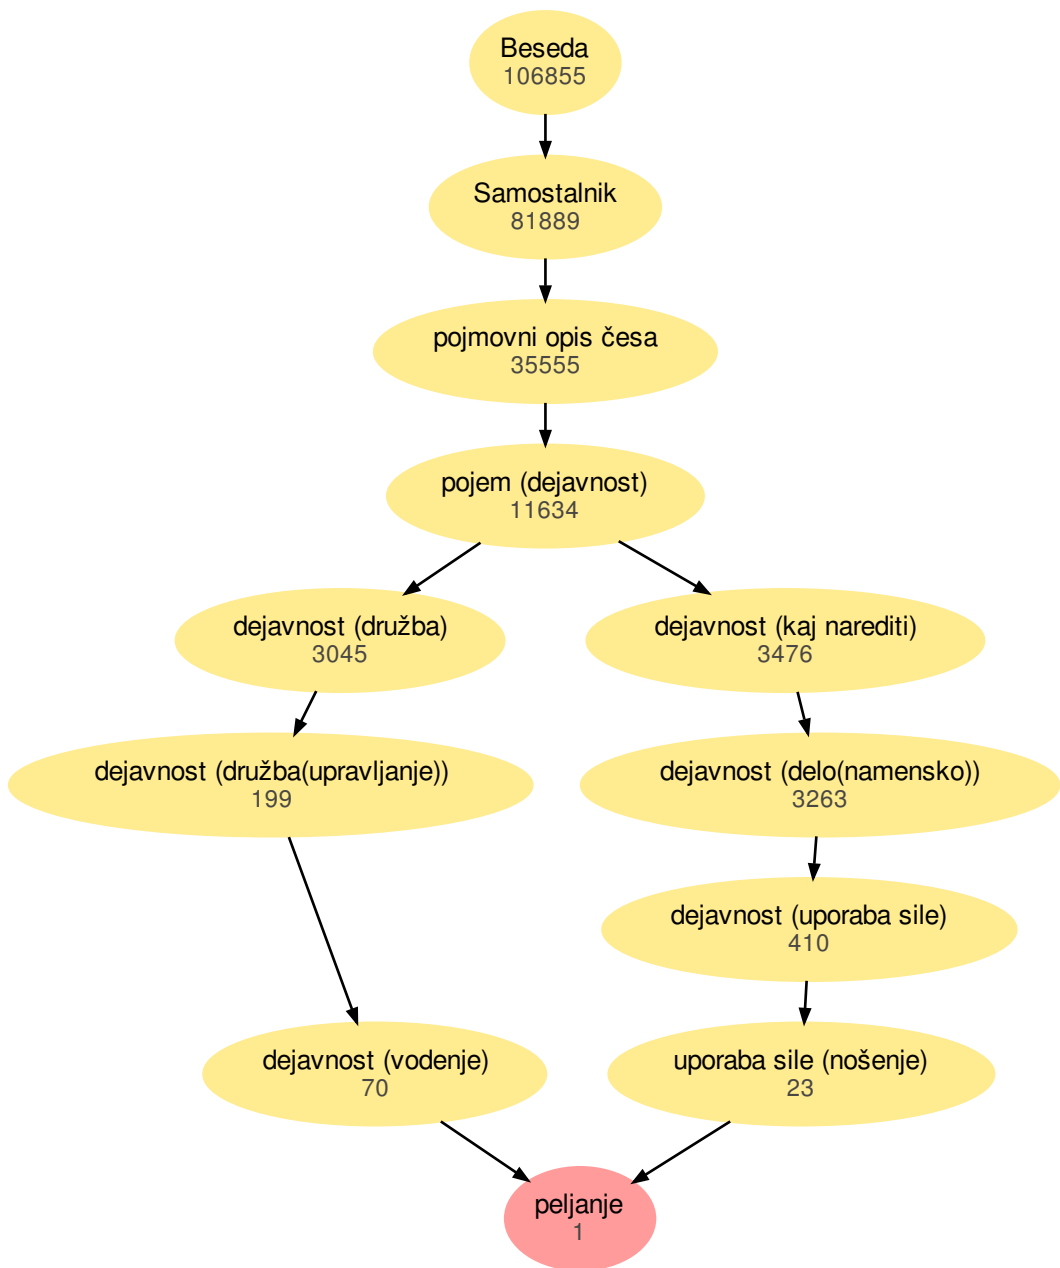 Beseda
106855
Samostalnik
81889
pojmovni opis česa
35555
pojem (dejavnost)
11634
dejavnost (družba)
3045
dejavnost (kaj narediti)
3476
dejavnost (družba(upravljanje))
199
dejavnost (delo(namensko))
3263
dejavnost (uporaba sile)
410
dejavnost (vodenje)
70
uporaba sile (nošenje)
23
peljanje
1